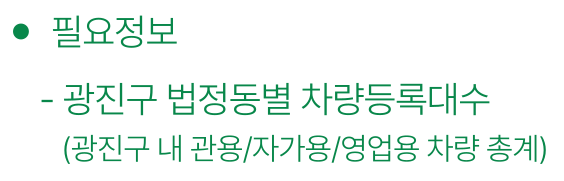 ● 필요정보
- 광진구 법정동별 차량등록대수
(광진구 내 관용/자가용/영업용 차량 총계)